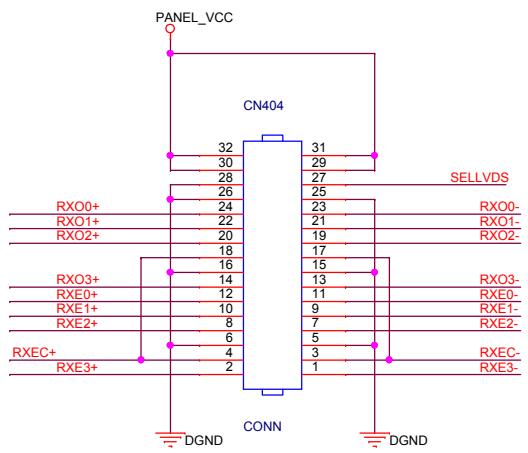 PANEL_VCC
CN404
32 31
30 29
28 27 SELLVDS
26 25
RXO0+ 24 23 RXO0-
RXO1+ 22 21 RXO1-
RXO2+ 20 19 RXO2-
18 17
16 15
RXO3+ 14 13 RXO3-
RXE0+ 12 11 RXE0-
RXE1+ 10 9 RXE1-
RXE2+ 8 7 RXE2-
6 5
RXEC+ 4 3 RXEC-
RXE3+ 2 1 RXE3-
CONN
DGND DGND